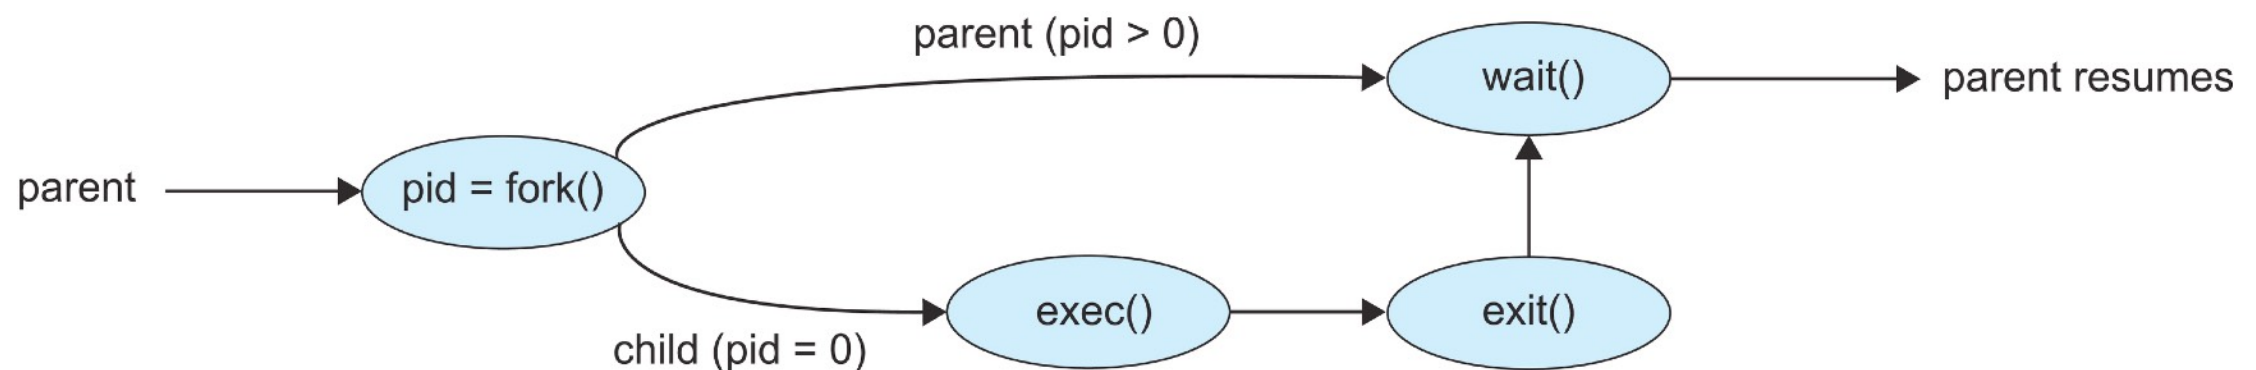 parent (pid > 0)
wait()
parent resumes
parent
pid = fork()
exec()
exit()
child (pid = 0)